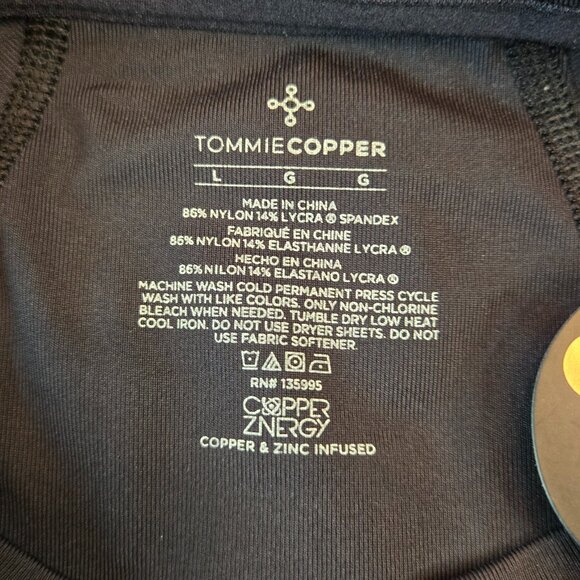 TOMMIECOPPER
L G G
MADE IN CHINA
86% NYLON 14% LYCRA ® SPANDEX
FABRIQUÉ EN CHINE
86% NYLON 14% ELASTHANNE LYCRA ®
HECHO EN CHINA
86% NILON 14% ELASTANO LYCRA ®
MACHINE WASH COLD PERMANENT PRESS CYCLE
WASH WITH LIKE COLORS. ONLY NON-CHLORINE
BLEACH WHEN NEEDED. TUMBLE DRY LOW HEAT
COOL IRON. DO NOT USE DRYER SHEETS. DO NOT
USE FABRIC SOFTENER.
RN# 135995
COPPER
ZNERGY
COPPER & ZINC INFUSED